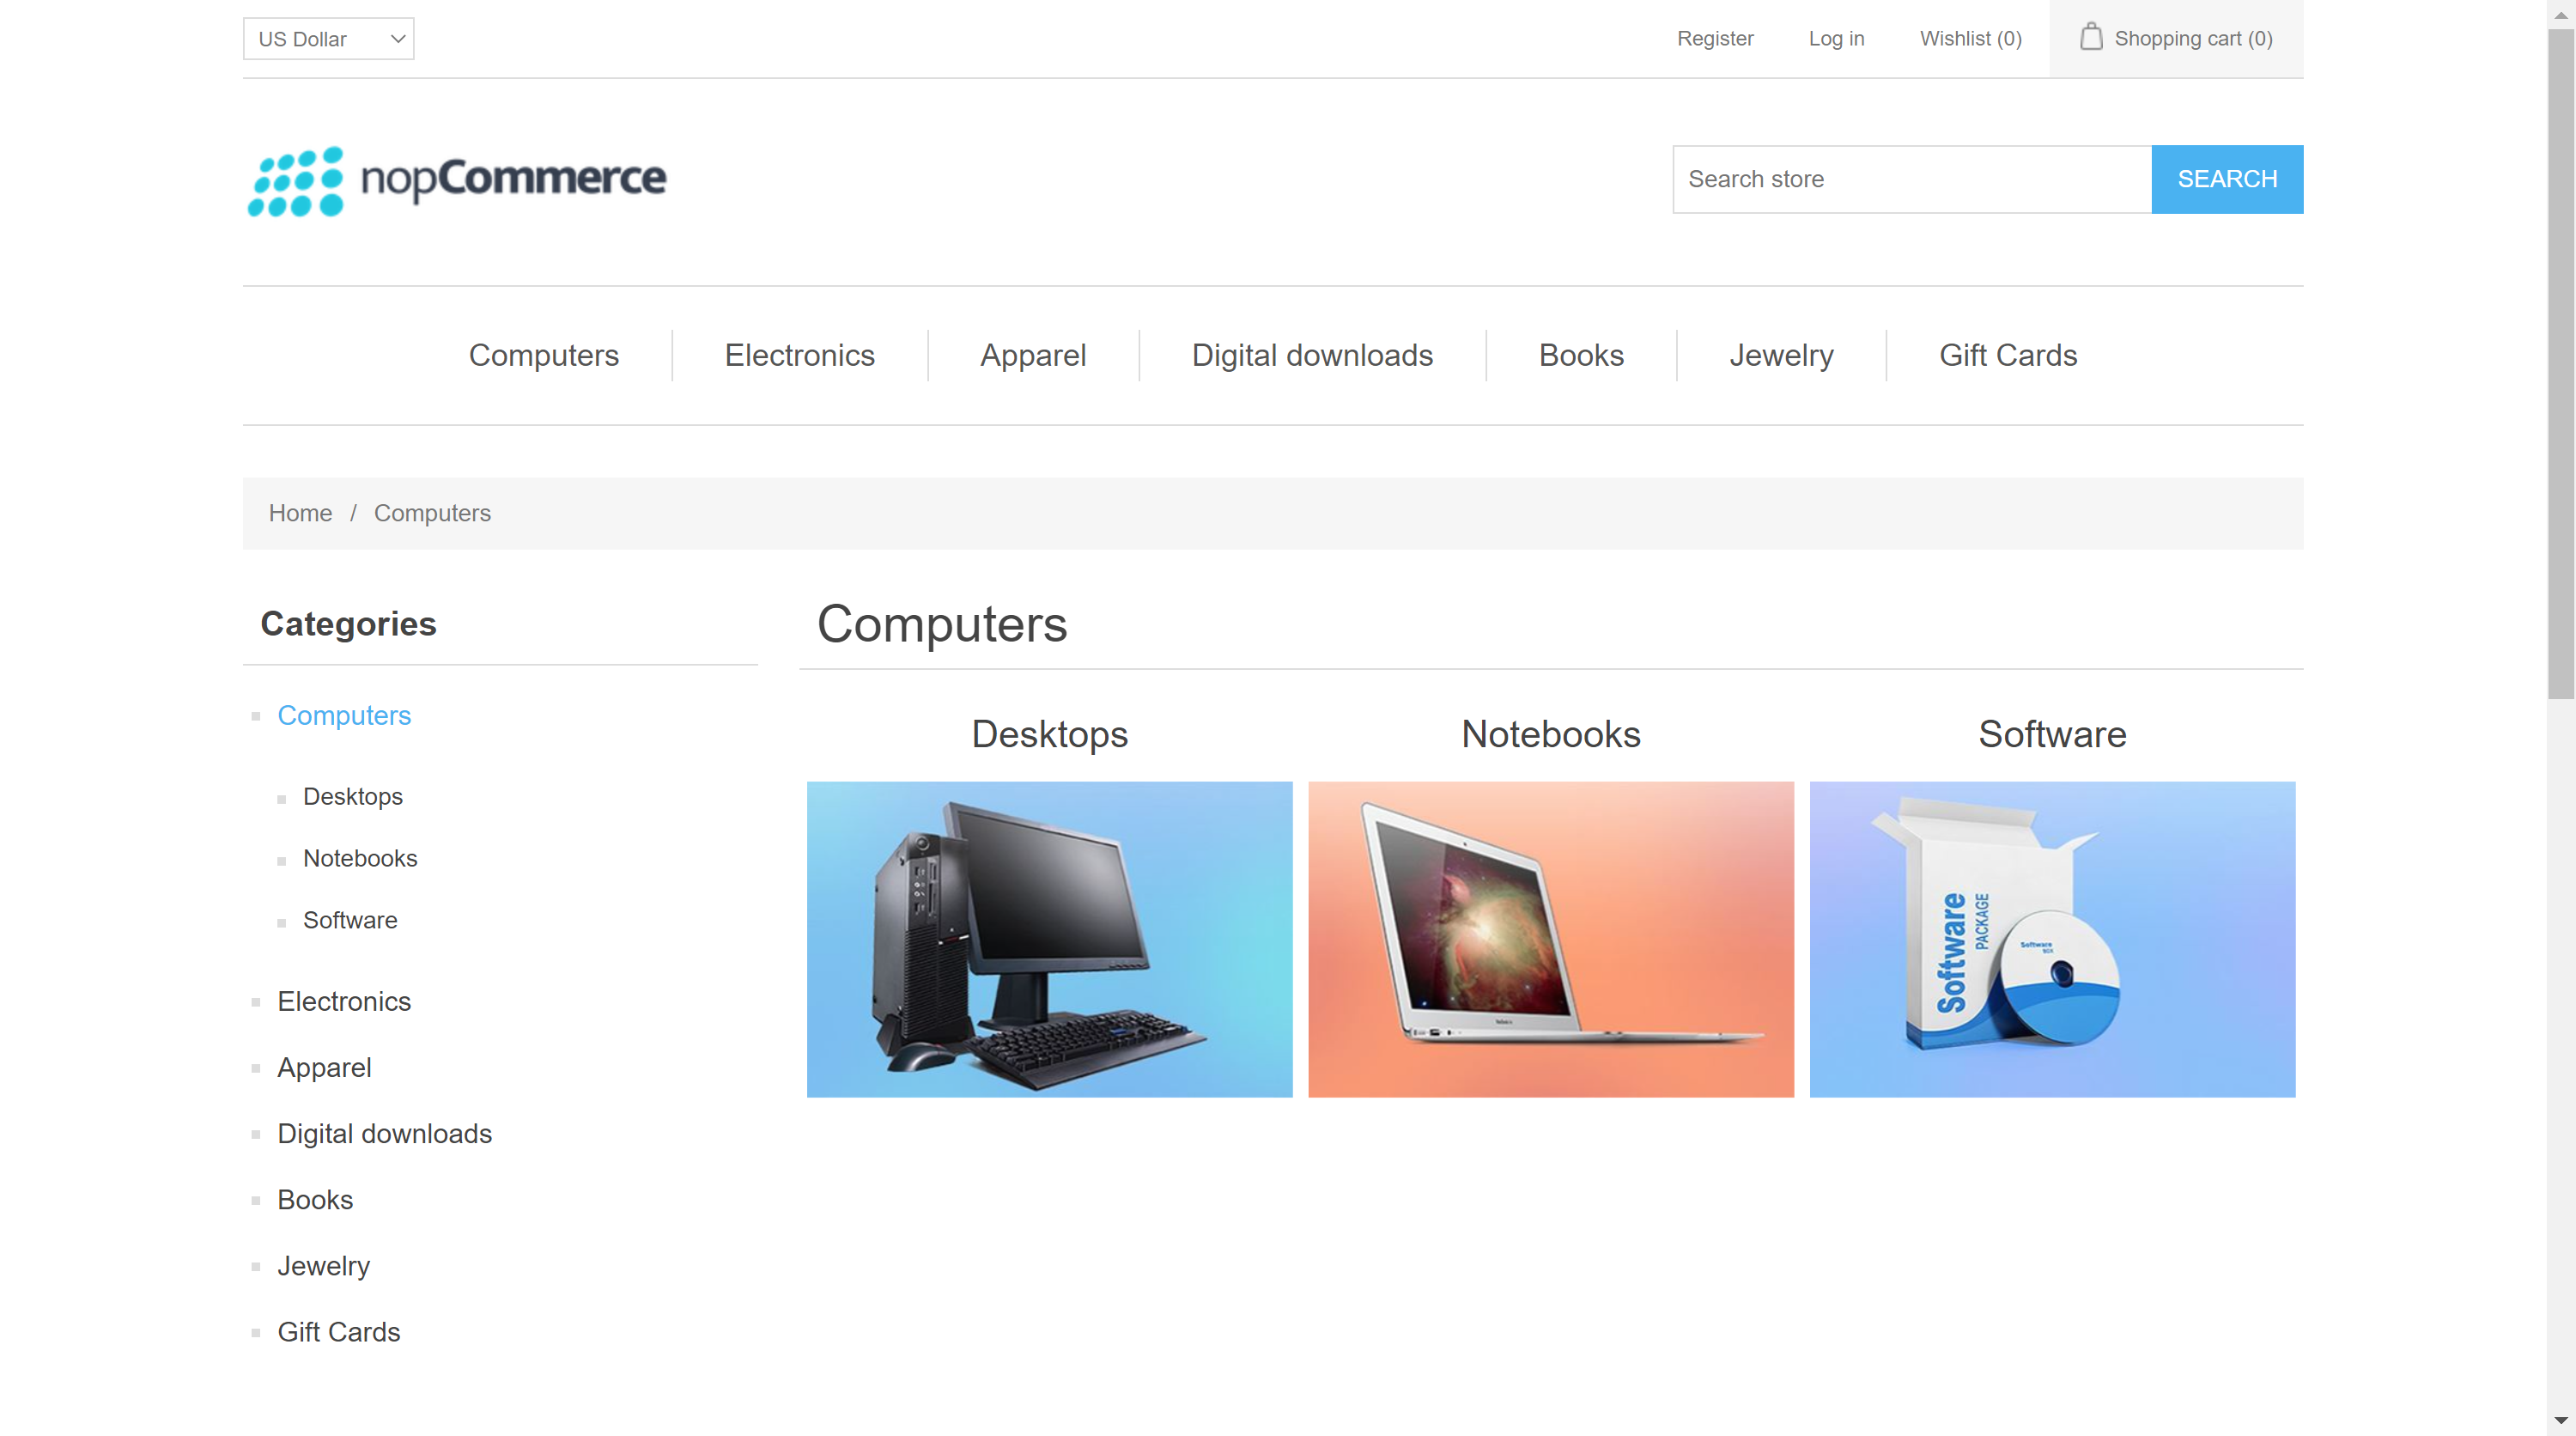 US Dollar
Register
Log in
Wishlist (0)
Shopping cart (0)
nopCommerce
Search store
SEARCH
Computers
Electronics
Apparel
Digital downloads
Books
Jewelry
Gift Cards
Home / Computers
Categories
Computers
Desktops
Notebooks
Software
Electronics
Apparel
Digital downloads
Books
Jewelry
Gift Cards
Computers
Desktops
Notebooks
Software
Software
PACKAGE
Software
BOX